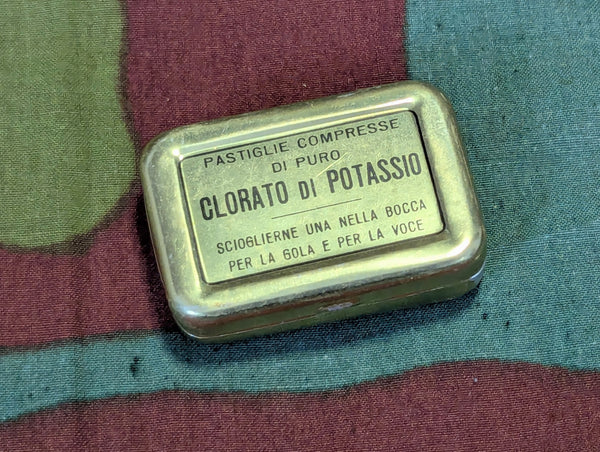 PASTIGLIE COMPRESSE
DI PURO
CLORATO DI POTASSIO
SCIOGLIERNE UNA NELLA BOCCA
PER LA GOLA E PER LA VOCE